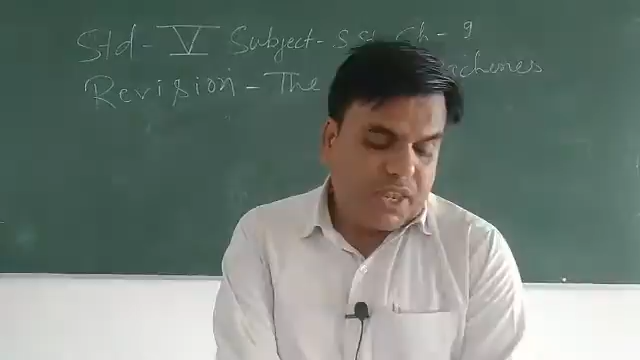 Std - V Subject - S.St. Ch - 9
Revision - The